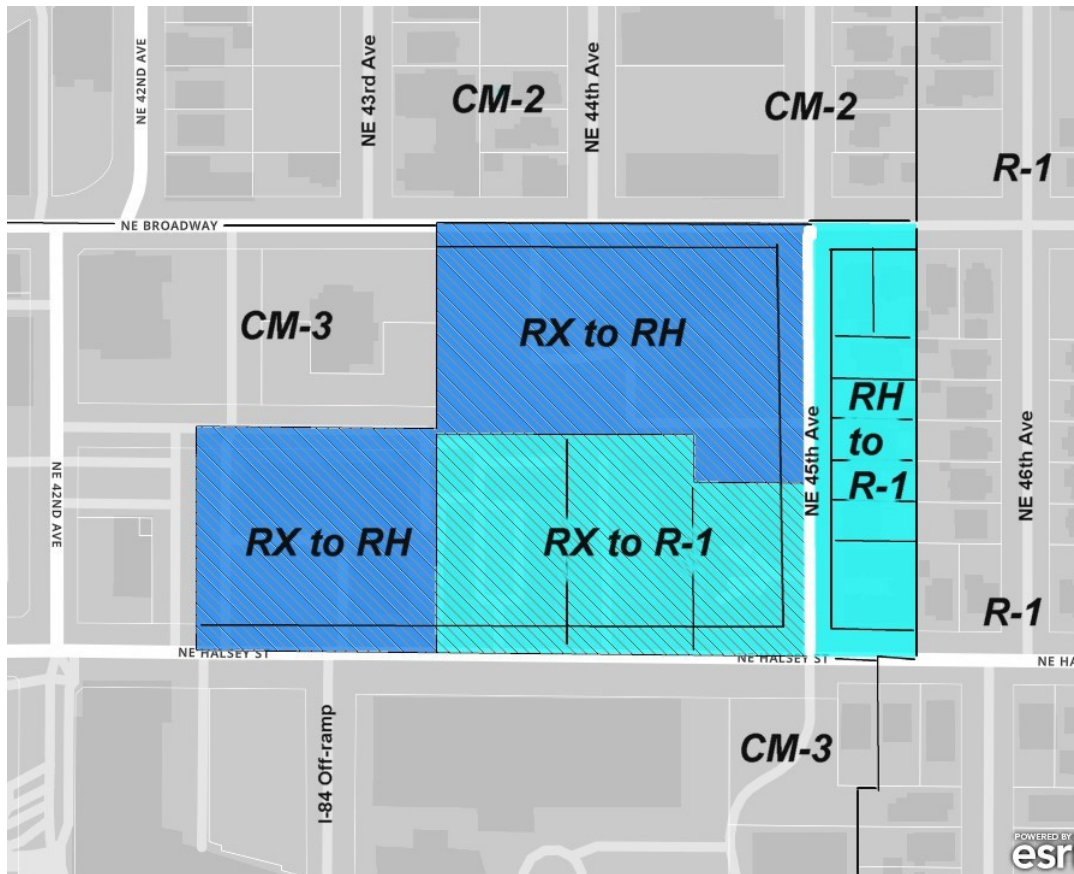 NE 42ND AVE
NE 43rd Ave
CM-2
NE 44th Ave
CM-2
R-1
NE BROADWAY
CM-3
RX to RH
RH
to
R-1
NE 45th Ave
NE 42ND AVE
NE 46th Ave
RX to RH
RX to R-1
R-1
NE HALSEY ST
NE HALSEY ST
NE HA
I-84 Off-ramp
CM-3
POWERED BY
esri